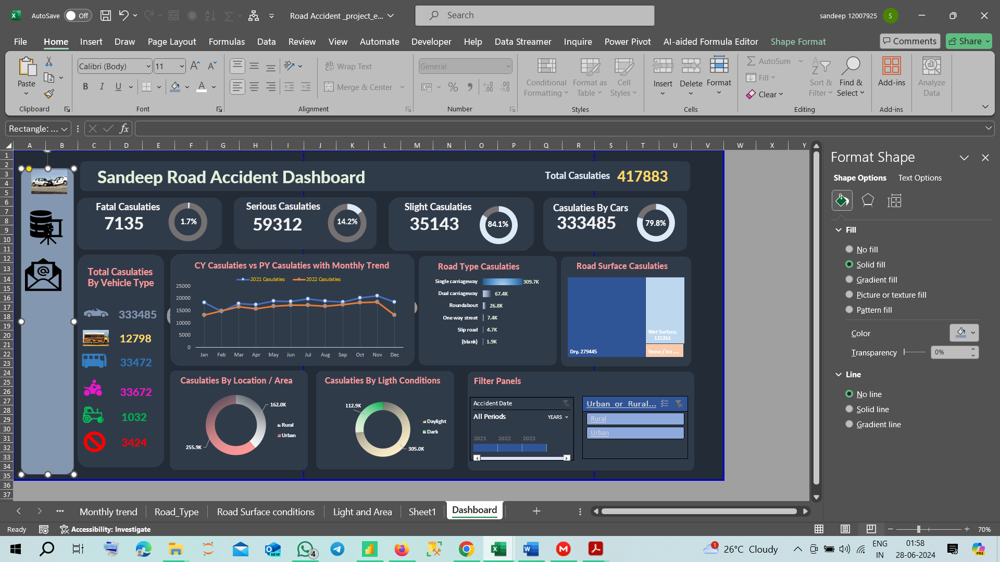 AutoSave
Off
Road Accident _project_e...
Search
sandeep 12007925
S
File
Home
Insert
Draw
Page Layout
Formulas
Data
Review
View
Automate
Developer
Help
Data Streamer
Inquire
Power Pivot
AI-aided Formula Editor
Shape Format
Comments
Share
Paste
Clipboard
Calibri (Body)
11
B I U
Font
Wrap Text
Merge & Center
Alignment
General
Number
Conditional Formatting
Format as Table
Cell Styles
Styles
Insert
Delete
Format
Cells
AutoSum
Fill
Clear
Sort & Filter
Find & Select
Editing
Add-ins
Add-ins
Analyze Data
Rectangle: ...
fx
A B C D E F G H I J K L M N O P Q R S T U V W X Y
1
2
3
4
5
6
7
8
9
10
11
12
13
14
15
16
17
18
19
20
21
22
23
24
25
26
27
28
29
30
31
32
33
34
35
36
37
Sandeep Road Accident Dashboard
Total Casulaties 417883
Fatal Casulaties
7135
1.7%
Serious Casulaties
59312
14.2%
Slight Casulaties
35143
84.1%
Casulaties By Cars
333485
79.8%
Total Casulaties
By Vehicle Type
333485
12798
33472
33672
1032
3424
CY Casulaties vs PY Casulaties with Monthly Trend
2021 Casulaties
2022 Casulaties
25000
20000
15000
10000
5000
0
Jan Feb Mar Apr May Jun Jul Aug Sep Oct Nov Dec
Road Type Casulaties
Single carriageway 309.7K
Dual carriageway 67.4K
Roundabout 26.8K
One way street 7.4K
Slip road 4.7K
(blank) 1.9K
Road Surface Casulaties
Dry, 279445
Wet Surface,
115261
Snow / Ice ,...
Casulaties By Location / Area
162.0K
255.9K
Rural
Urban
Casulaties By Ligth Conditions
112.9K
305.0K
Daylight
Dark
Filter Panels
Accident Date
All Periods
YEARS
2021 2022 2023
Urban_or_Rural...
Rural
Urban
Format Shape
Shape Options
Text Options
Fill
No fill
Solid fill
Gradient fill
Picture or texture fill
Pattern fill
Color
Transparency
0%
Line
No line
Solid line
Gradient line
Monthly trend
Road_Type
Road Surface conditions
Light and Area
Sheet1
Dashboard
Ready
Accessibility: Investigate
70%
NEW
4
26°C Cloudy
1
ENG
IN
01:58
28-06-2024
PRE